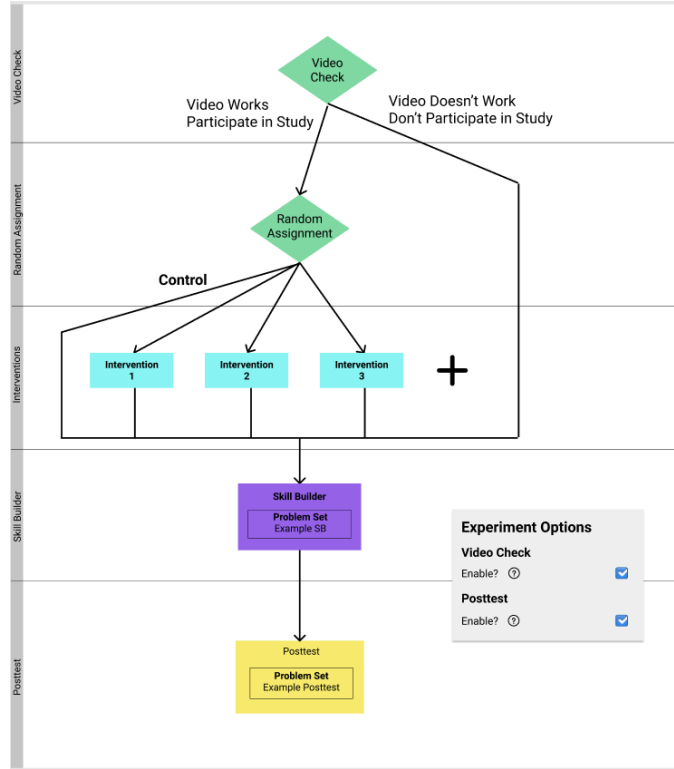 Video Check
Video
Check
Video Works
Participate in Study
Video Doesn't Work
Don't Participate in Study
Random Assignment
Random
Assignment
Control
Interventions
Intervention
1
Intervention
2
Intervention
3
Skill Builder
Skill Builder
Problem Set
Example SB
Experiment Options
Video Check
Enable? ?
Posttest
Enable? ?
Posttest
Posttest
Problem Set
Example Posttest